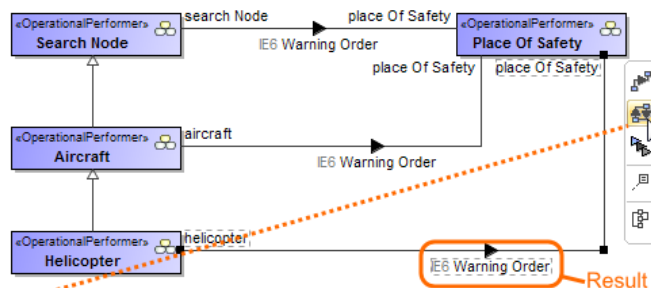 «OperationalPerformer»
Search Node
search Node
place Of Safety
IE6 Warning Order
«OperationalPerformer»
Place Of Safety
place Of Safety
place Of Safety
«OperationalPerformer»
Aircraft
aircraft
IE6 Warning Order
«OperationalPerformer»
Helicopter
helicopter
IE6 Warning Order
Result